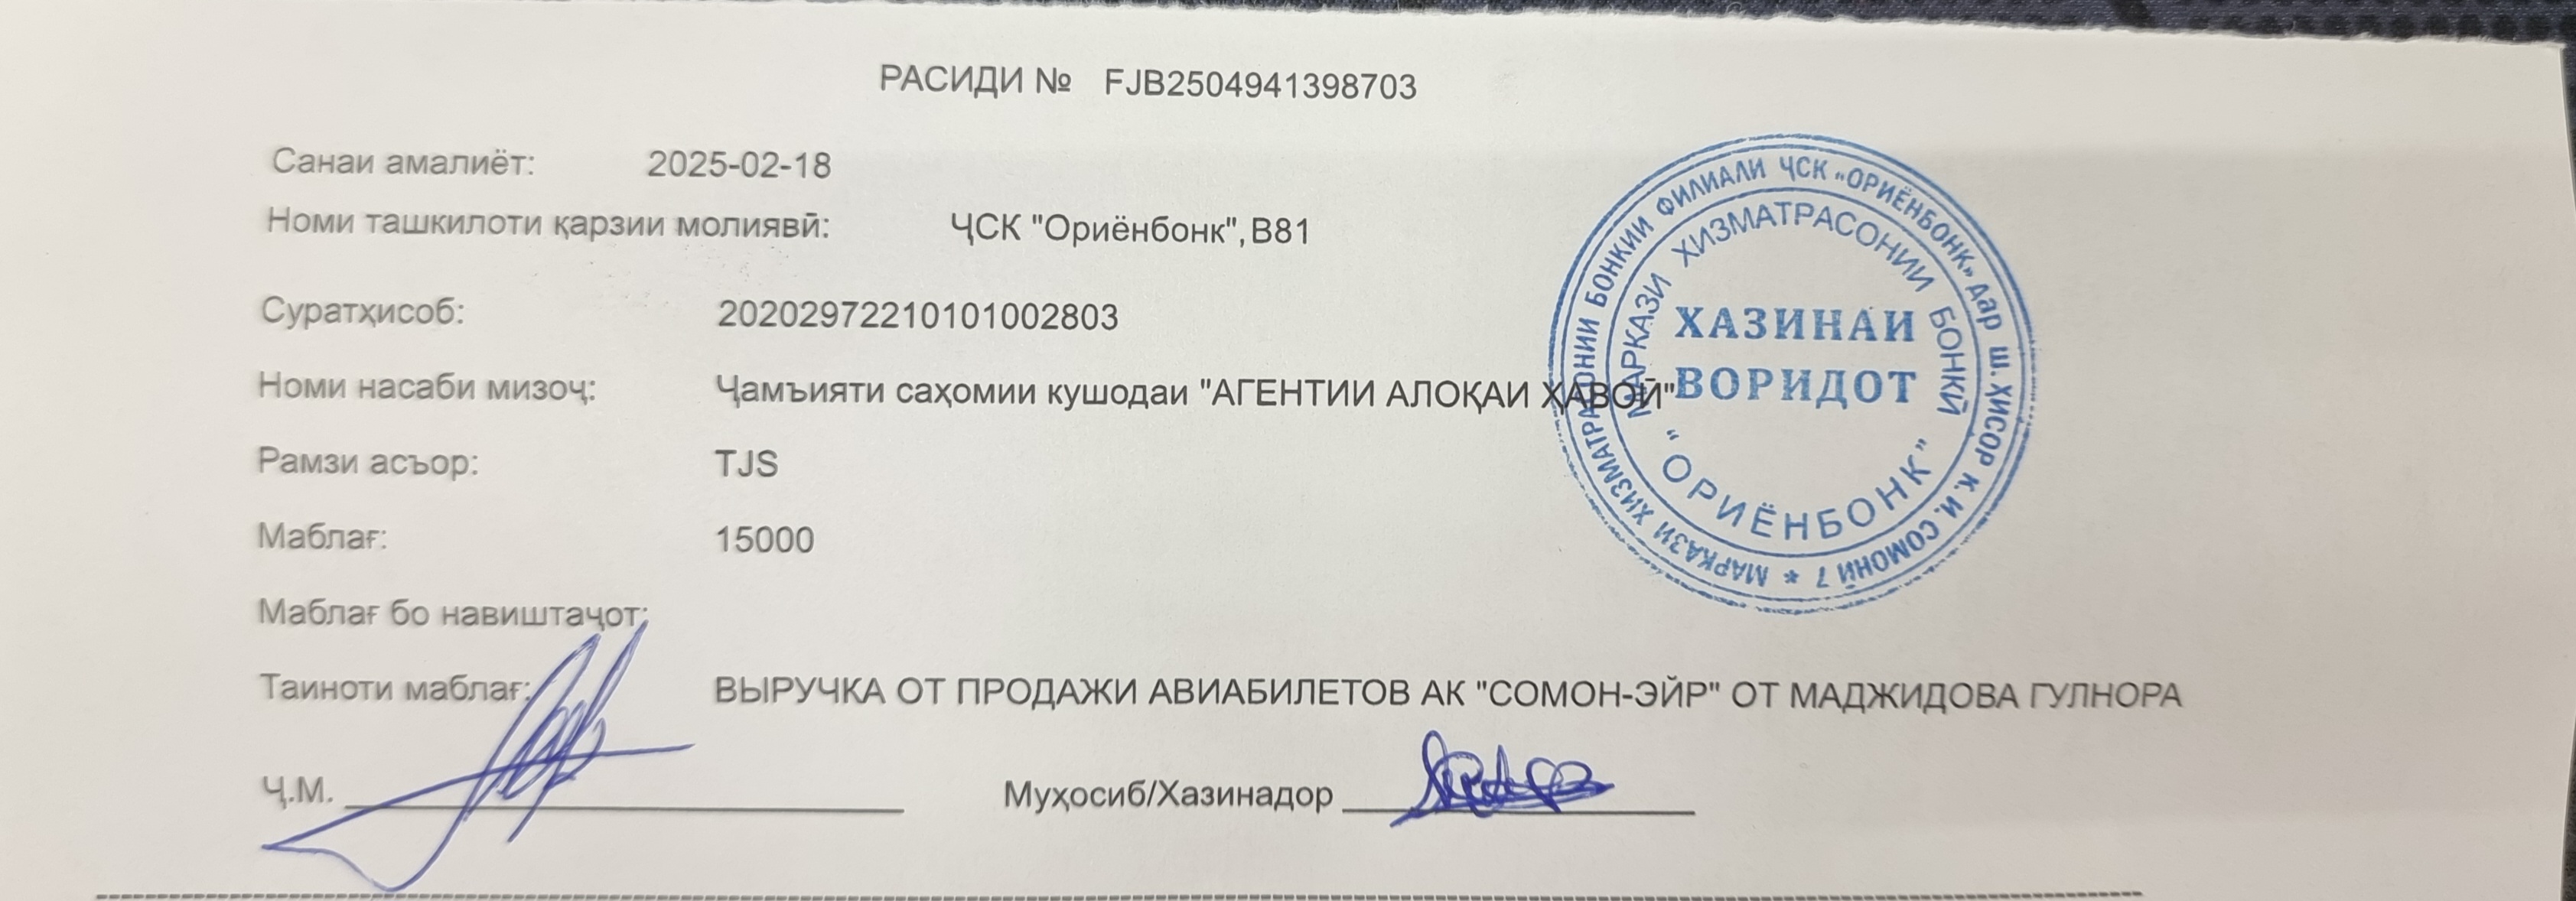 РАСИДИ № FJB2504941398703
Санаи амалиёт: 2025-02-18
Номи ташкилоти қарзии молиявӣ: ҶСК "Ориёнбонк",B81
Суратҳисоб: 20202972210101002803
Номи насаби мизоҷ: Ҷамъияти саҳомии кушодаи "АГЕНТИИ АЛОҚАИ ҲАВОӢ"
Рамзи асъор: TJS
Маблағ: 15000
Маблағ бо навиштаҷот:
Таиноти маблағ: ВЫРУЧКА ОТ ПРОДАЖИ АВИАБИЛЕТОВ АК "СОМОН-ЭЙР" ОТ МАДЖИДОВА ГУЛНОРА
Ҷ.М. Муҳосиб/Хазинадор
МАРКАЗИ ХИЗМАТРАСОНИИ БОНКИИ ФИЛИАЛИ ҶСК «ОРИЁНБОНК» дар Ш. ҲИСОР К. И. СОМОНӢ 7 *
МАРКАЗИ ХИЗМАТРАСОНИИ БОНКӢ
"ОРИЁНБОНК"
ХАЗИНАИ
ВОРИДОТ